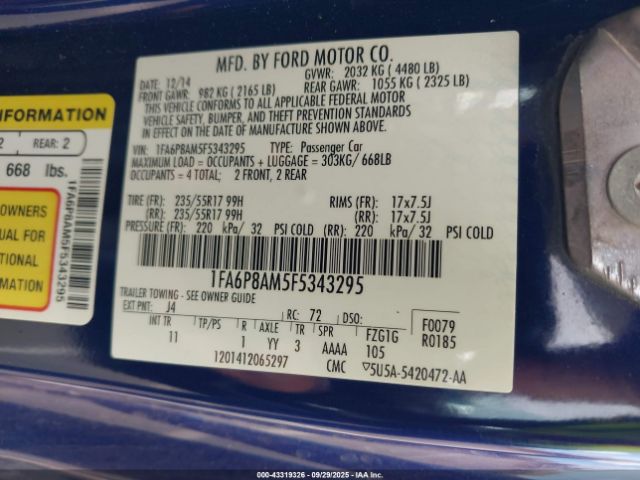 MFD. BY FORD MOTOR CO.
DATE: 12/14 GVWR: 2032 KG ( 4480 LB)
FRONT GAWR: 982 KG ( 2165 LB) REAR GAWR: 1055 KG ( 2325 LB)
THIS VEHICLE CONFORMS TO ALL APPLICABLE FEDERAL MOTOR
VEHICLE SAFETY, BUMPER, AND THEFT PREVENTION STANDARDS
IN EFFECT ON THE DATE OF MANUFACTURE SHOWN ABOVE.
VIN: 1FA6P8AM5F5343295 TYPE: Passenger Car
MAXIMUM LOAD = OCCUPANTS + LUGGAGE = 303KG/ 668LB
OCCUPANTS = 4 TOTAL; 2 FRONT, 2 REAR
TIRE (FR): 235/55R17 99H RIMS (FR): 17x7.5J
(RR): 235/55R17 99H (RR): 17x7.5J
PRESSURE (FR): 220 kPa/ 32 PSI COLD (RR): 220 kPa/ 32 PSI COLD
1FA6P8AM5F5343295
TRAILER TOWING - SEE OWNER GUIDE
EXT PNT: J4 RC: 72 DSO: F0079
INT TR TP/PS R AXLE TR SPR FZG1G R0185
11 1 YY 3 AAAA 105
1201412065297 CMC 5U5A-5420472-AA
INFORMATION
2 REAR: 2
668 lbs.
OWNERS
UAL FOR
TIONAL
MATION
1FA6P8AM5F5343295
000-43319326 | 09/29/2025 | IAA, Inc.